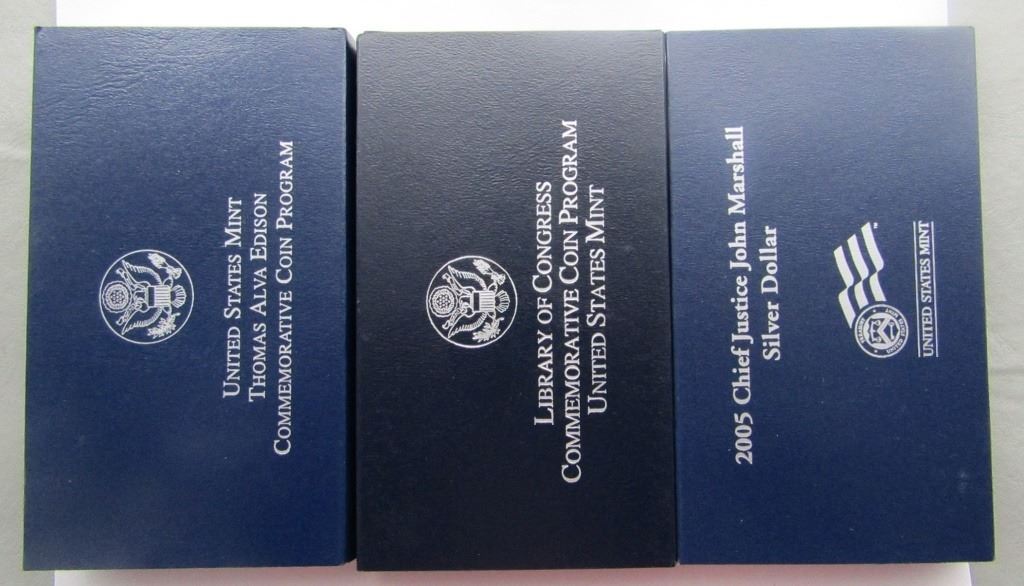 United States Mint
Thomas Alva Edison
Commemorative Coin Program
Library of Congress
Commemorative Coin Program
United States Mint
2005 Chief Justice John Marshall
Silver Dollar
UNITED STATES MINT